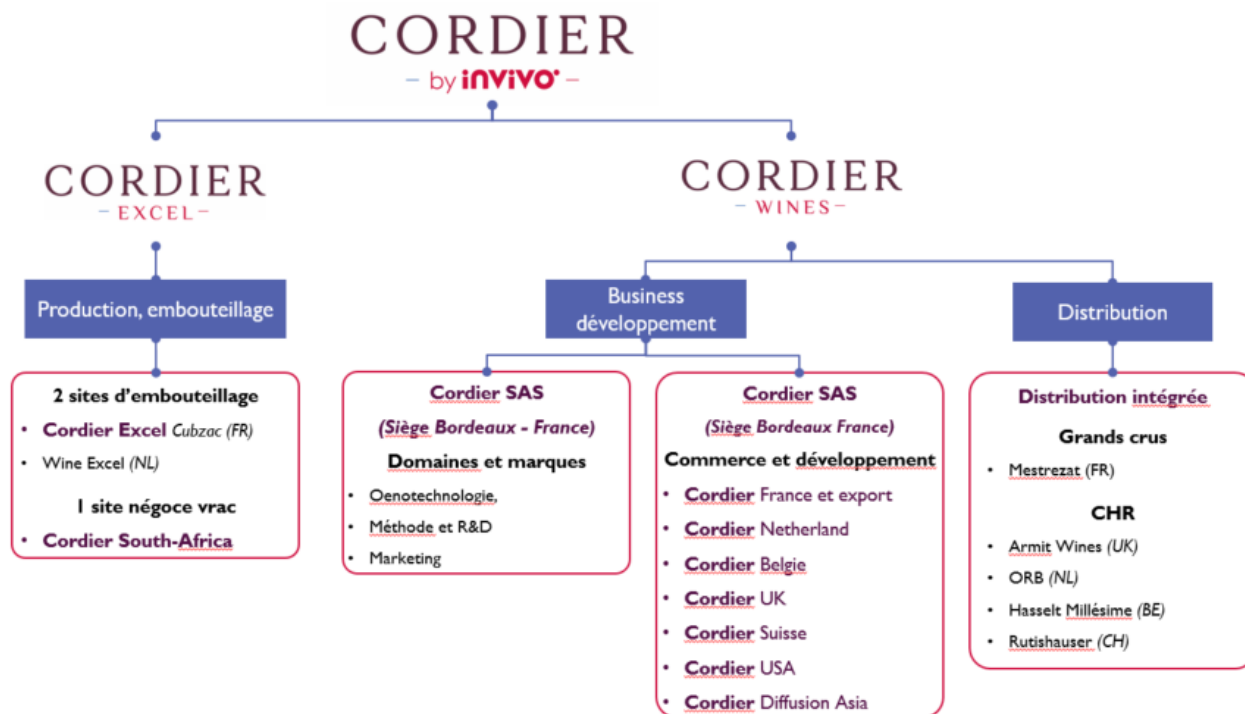 CORDIER
by invivo
CORDIER
EXCEL
CORDIER
WINES
Production, embouteillage
Business
développement
Distribution
2 sites d'embouteillage
• Cordier Excel Cubzac (FR)
• Wine Excel (NL)
1 site négoce vrac
• Cordier South-Africa
Cordier SAS
(Siège Bordeaux - France)
Domaines et marques
• Oenotechnologie,
• Méthode et R&D
• Marketing
Cordier SAS
(Siège Bordeaux France)
Commerce et développement
• Cordier France et export
• Cordier Netherland
• Cordier Belgie
• Cordier UK
• Cordier Suisse
• Cordier USA
• Cordier Diffusion Asia
Distribution intégrée
Grands crus
• Mestrezat (FR)
CHR
• Armit Wines (UK)
• ORB (NL)
• Hasselt Millésime (BE)
• Rutishauser (CH)